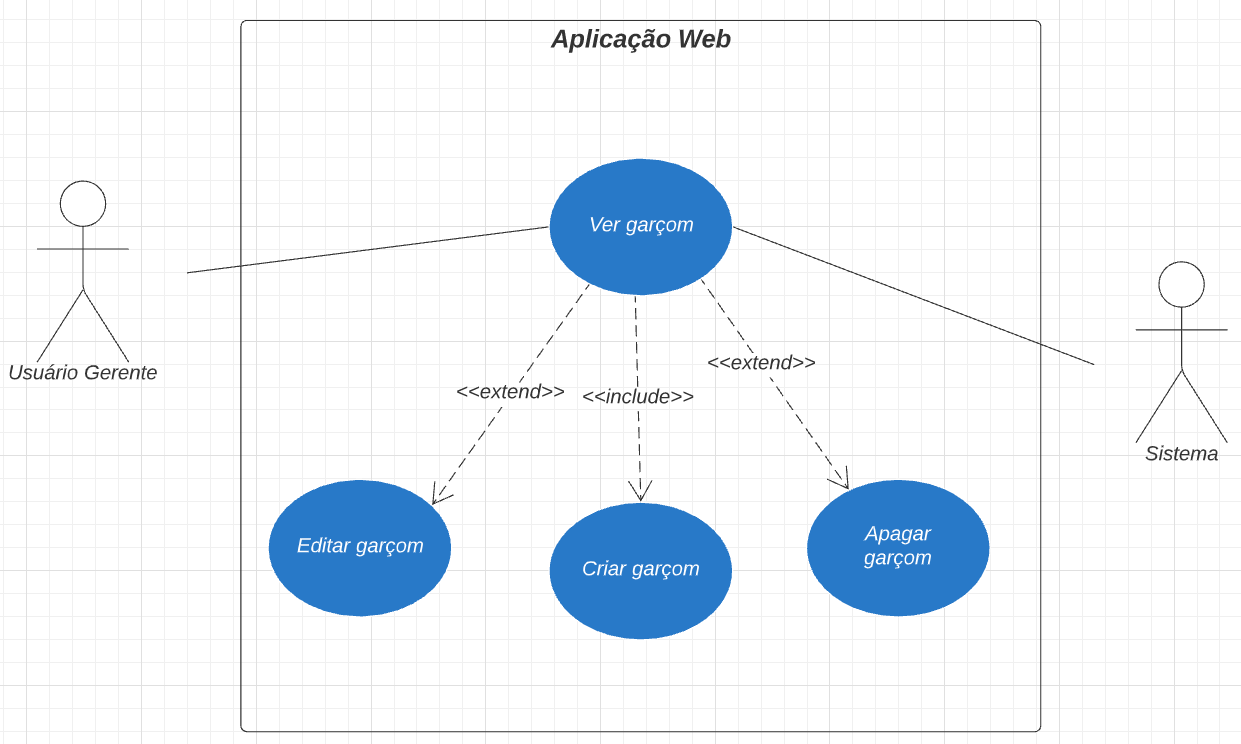 Aplicação Web
Ver garçom
Usuário Gerente
<<extend>>
<<include>>
<<extend>>
Sistema
Editar garçom
Criar garçom
Apagar
garçom